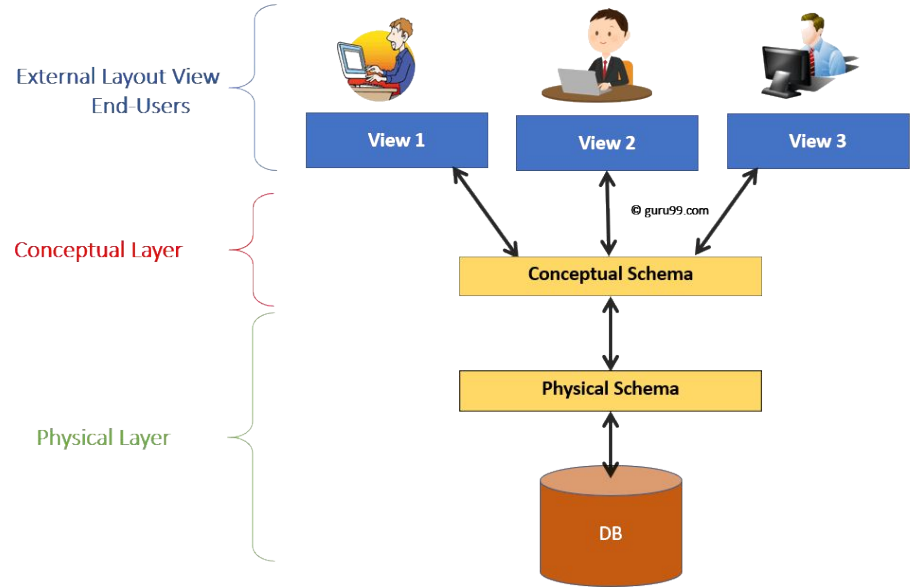 External Layout View
End-Users
View 1
View 2
View 3
© guru99.com
Conceptual Layer
Conceptual Schema
Physical Schema
Physical Layer
DB